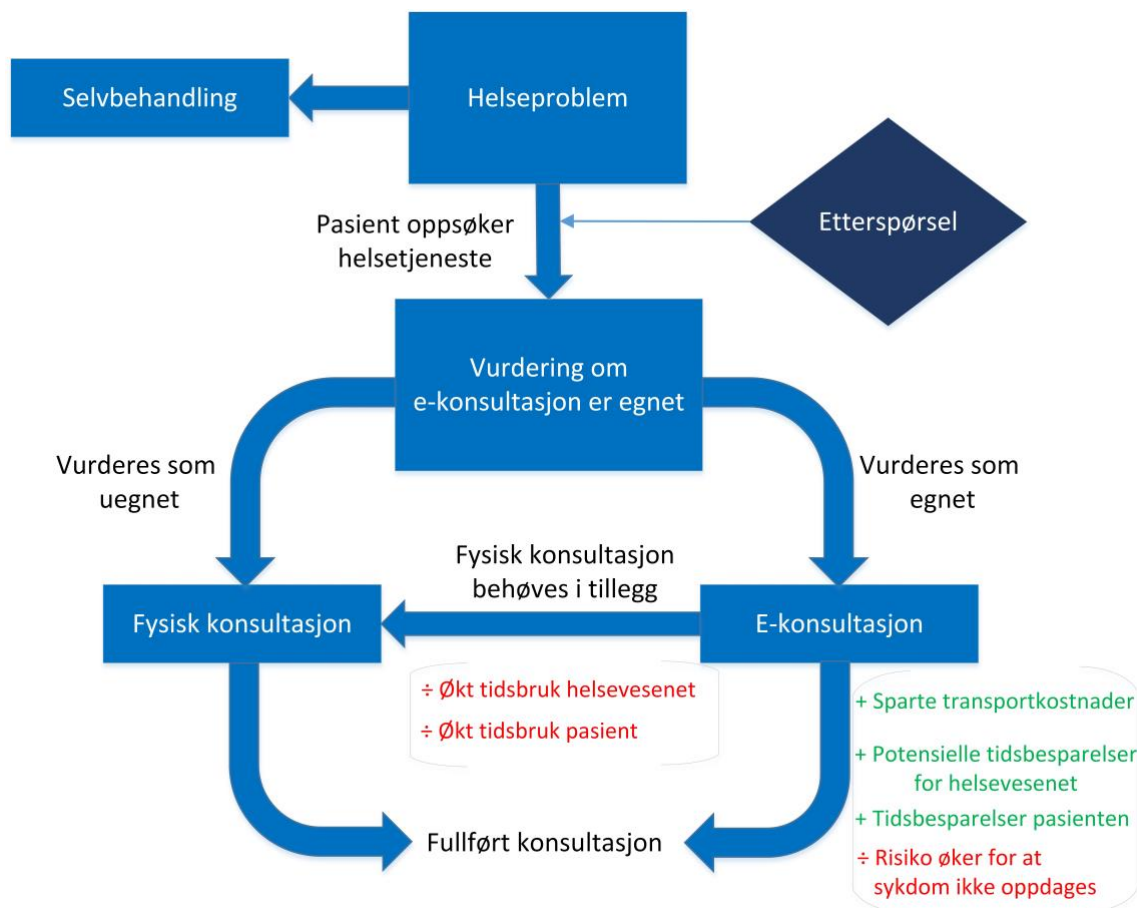 Selvbehandling
Helseproblem
Pasient oppsøker
helsetjeneste
Etterspørsel
Vurdering om
e-konsultasjon er egnet
Vurderes som
uegnet
Vurderes som
egnet
Fysisk konsultasjon
behøves i tillegg
Fysisk konsultasjon
E-konsultasjon
÷ Økt tidsbruk helsevesenet
÷ Økt tidsbruk pasient
+ Sparte transportkostnader
+ Potensielle tidsbesparelser
for helsevesenet
+ Tidsbesparelser pasienten
÷ Risiko øker for at
sykdom ikke oppdages
Fullført konsultasjon